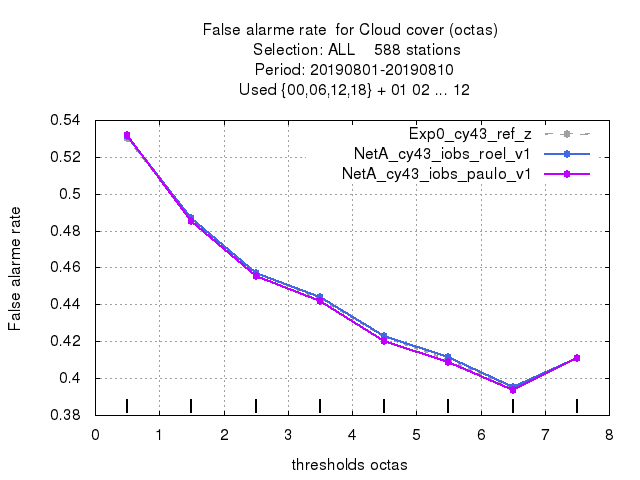 False alarme rate  for Cloud cover (octas)
Selection: ALL    588 stations
Period: 20190801-20190810
Used {00,06,12,18} + 01 02 ... 12
Exp0_cy43_ref_z
NetA_cy43_iobs_roel_v1
NetA_cy43_iobs_paulo_v1
False alarme rate
0.54
0.52
0.5
0.48
0.46
0.44
0.42
0.4
0.38
0 1 2 3 4 5 6 7 8
thresholds octas